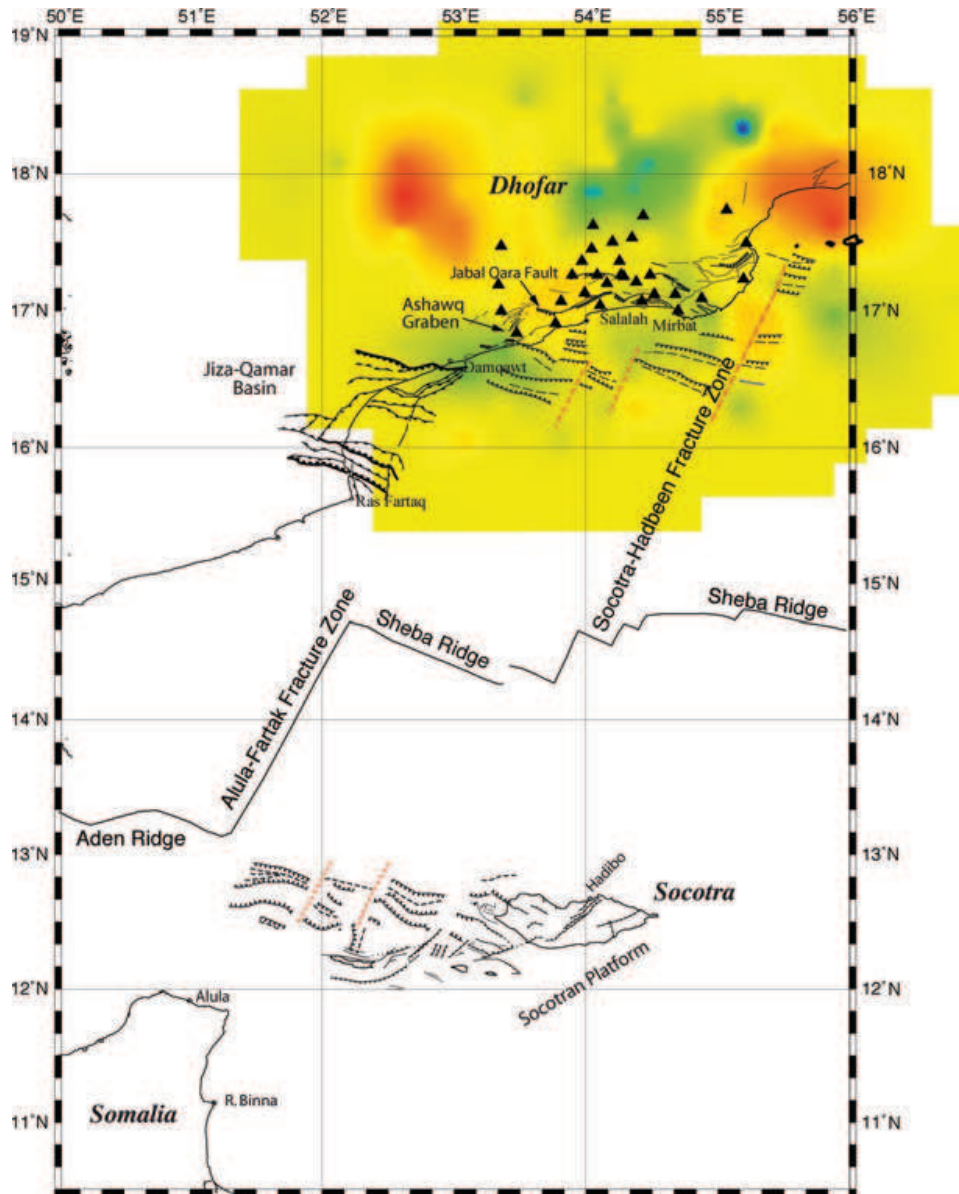 50˚E
52˚E
53˚E
54˚E
55˚E
56˚E
19˚N
18˚N
18˚N
Dhofar
Jabal Qara Fault
17˚N
17˚N
Ashawq
Graben
Salalah
Mirbat
Jiza-Qamar
Basin
Damqawt
16˚N
16˚N
Ras Fartaq
Socotra-Hadbeen Fracture Zone
15˚N
15˚N
Alula-Fartak Fracture Zone
Sheba Ridge
Sheba Ridge
14˚N
14˚N
Aden Ridge
13˚N
13˚N
Hadibo
Socotra
Socotran Platform
12˚N
12˚N
Alula
Somalia
R. Binna
11˚N
11˚N